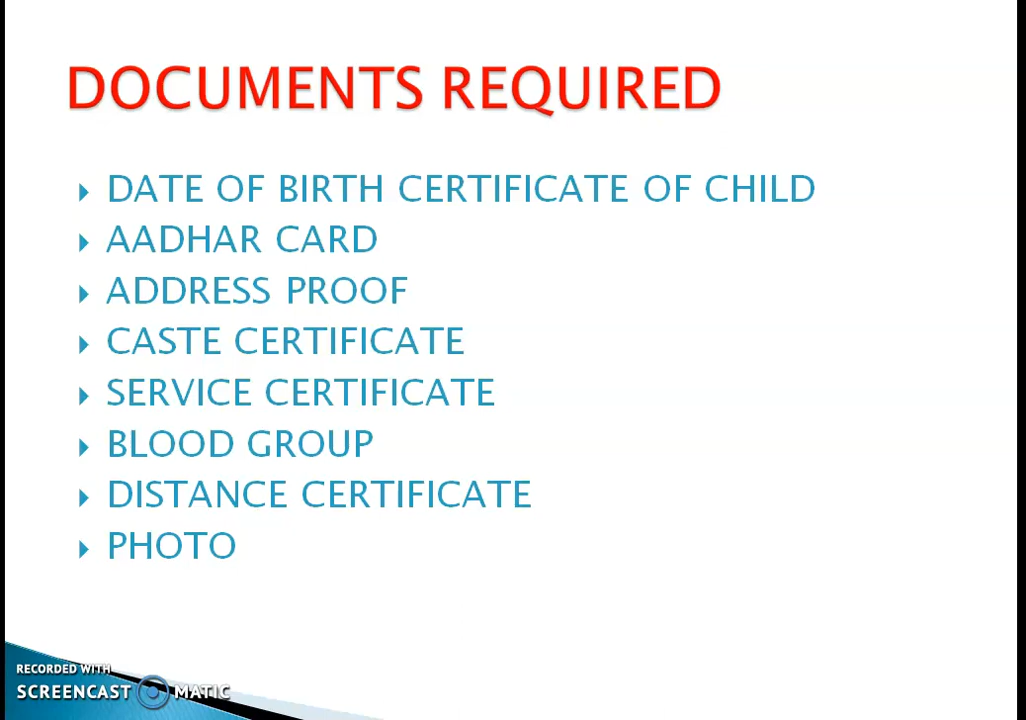 DOCUMENTS REQUIRED
DATE OF BIRTH CERTIFICATE OF CHILD
AADHAR CARD
ADDRESS PROOF
CASTE CERTIFICATE
SERVICE CERTIFICATE
BLOOD GROUP
DISTANCE CERTIFICATE
PHOTO
RECORDED WITH
SCREENCAST MATIC